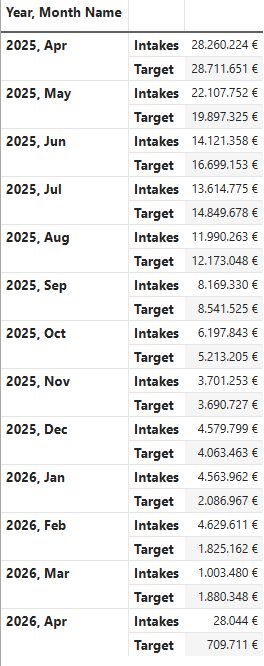 Year, Month Name
2025, Apr Intakes 28.260.224 €
Target 28.711.651 €
2025, May Intakes 22.107.752 €
Target 19.897.325 €
2025, Jun Intakes 14.121.358 €
Target 16.699.153 €
2025, Jul Intakes 13.614.775 €
Target 14.849.678 €
2025, Aug Intakes 11.990.263 €
Target 12.173.048 €
2025, Sep Intakes 8.169.330 €
Target 8.541.525 €
2025, Oct Intakes 6.197.843 €
Target 5.213.205 €
2025, Nov Intakes 3.701.253 €
Target 3.690.727 €
2025, Dec Intakes 4.579.799 €
Target 4.063.463 €
2026, Jan Intakes 4.563.962 €
Target 2.086.967 €
2026, Feb Intakes 4.629.611 €
Target 1.825.162 €
2026, Mar Intakes 1.003.480 €
Target 1.880.348 €
2026, Apr Intakes 28.044 €
Target 709.711 €